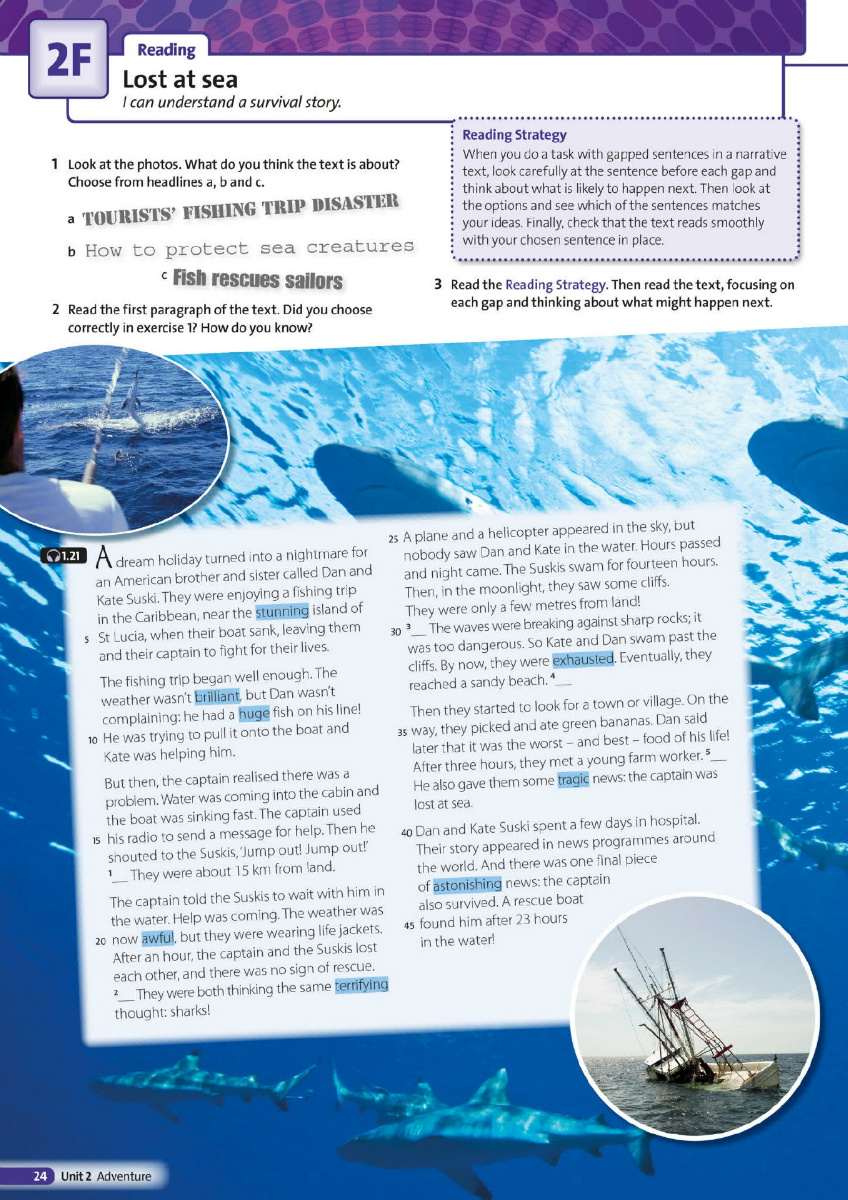 2F
Reading
Lost at sea
I can understand a survival story.
1 Look at the photos. What do you think the text is about?
Choose from headlines a, b and c.
a TOURISTS' FISHING TRIP DISASTER
b How to protect sea creatures
c Fish rescues sailors
2 Read the first paragraph of the text. Did you choose
correctly in exercise 1? How do you know?
Reading Strategy
When you do a task with gapped sentences in a narrative
text, look carefully at the sentence before each gap and
think about what is likely to happen next. Then look at
the options and see which of the sentences matches
your ideas. Finally, check that the text reads smoothly
with your chosen sentence in place.
3 Read the Reading Strategy. Then read the text, focusing on
each gap and thinking about what might happen next.
1.21
A dream holiday turned into a nightmare for
an American brother and sister called Dan and
Kate Suski. They were enjoying a fishing trip
in the Caribbean, near the stunning island of
5 St Lucia, when their boat sank, leaving them
and their captain to fight for their lives.
The fishing trip began well enough. The
weather wasn't brilliant, but Dan wasn't
complaining: he had a huge fish on his line!
10 He was trying to pull it onto the boat and
Kate was helping him.
But then, the captain realised there was a
problem. Water was coming into the cabin and
the boat was sinking fast. The captain used
15 his radio to send a message for help. Then he
shouted to the Suskis, 'Jump out! Jump out!'
1__ They were about 15 km from land.
The captain told the Suskis to wait with him in
the water. Help was coming. The weather was
20 now awful, but they were wearing life jackets.
After an hour, the captain and the Suskis lost
each other, and there was no sign of rescue.
2__ They were both thinking the same terrifying
thought: sharks!
25 A plane and a helicopter appeared in the sky, but
nobody saw Dan and Kate in the water. Hours passed
and night came. The Suskis swam for fourteen hours.
Then, in the moonlight, they saw some cliffs.
They were only a few metres from land!
30 3__ The waves were breaking against sharp rocks; it
was too dangerous. So Kate and Dan swam past the
cliffs. By now, they were exhausted. Eventually, they
reached a sandy beach. 4__
Then they started to look for a town or village. On the
35 way, they picked and ate green bananas. Dan said
later that it was the worst – and best – food of his life!
After three hours, they met a young farm worker. 5__
He also gave them some tragic news: the captain was
lost at sea.
40 Dan and Kate Suski spent a few days in hospital.
Their story appeared in news programmes around
the world. And there was one final piece
of astonishing news: the captain
also survived. A rescue boat
45 found him after 23 hours
in the water!
24 Unit 2 Adventure